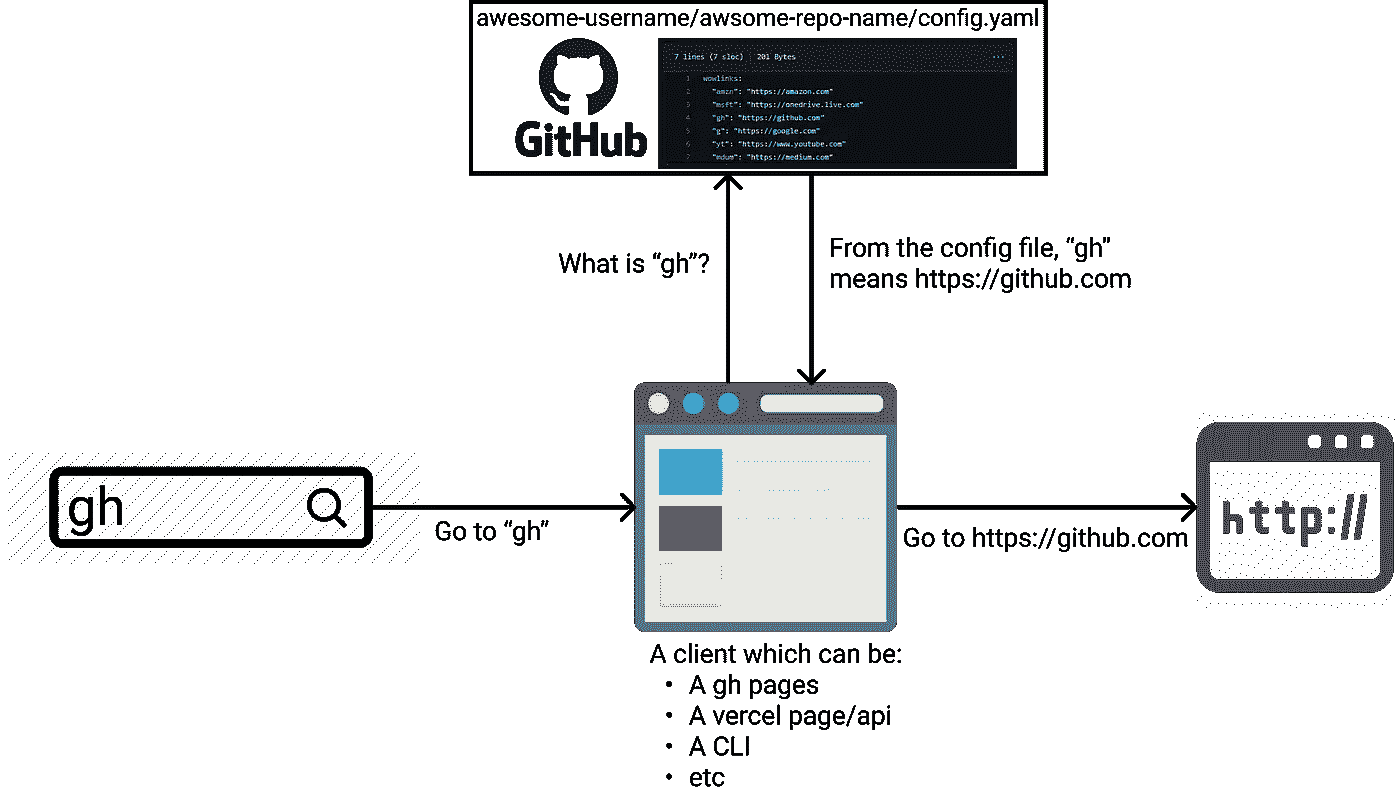 awesome-username/awsome-repo-name/config.yaml
GitHub
7 lines (7 sloc) 201 Bytes ...
1 wowlinks:
2 "amzn": "https://amazon.com"
3 "msft": "https://onedrive.live.com"
4 "gh": "https://github.com"
5 "g": "https://google.com"
6 "yt": "https://www.youtube.com"
7 "mdum": "https://medium.com"
What is “gh”?
From the config file, “gh”
means https://github.com
gh
Go to “gh”
Go to https://github.com
http://
A client which can be:
• A gh pages
• A vercel page/api
• A CLI
• etc